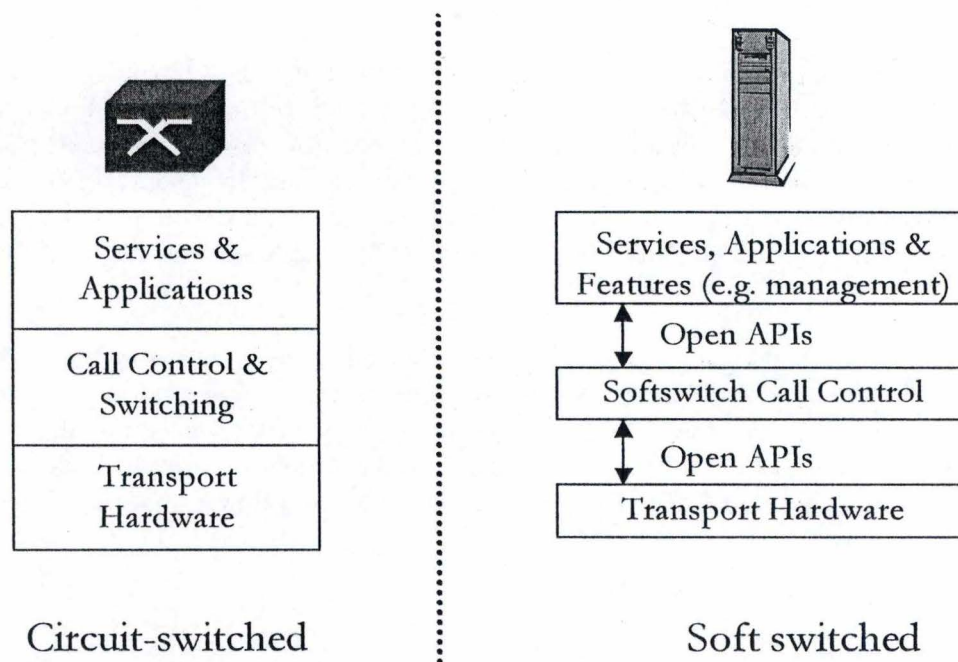 Services &
Applications
Call Control &
Switching
Transport
Hardware
Circuit-switched
Services, Applications &
Features (e.g. management)
Open APIs
Softswitch Call Control
Open APIs
Transport Hardware
Soft switched